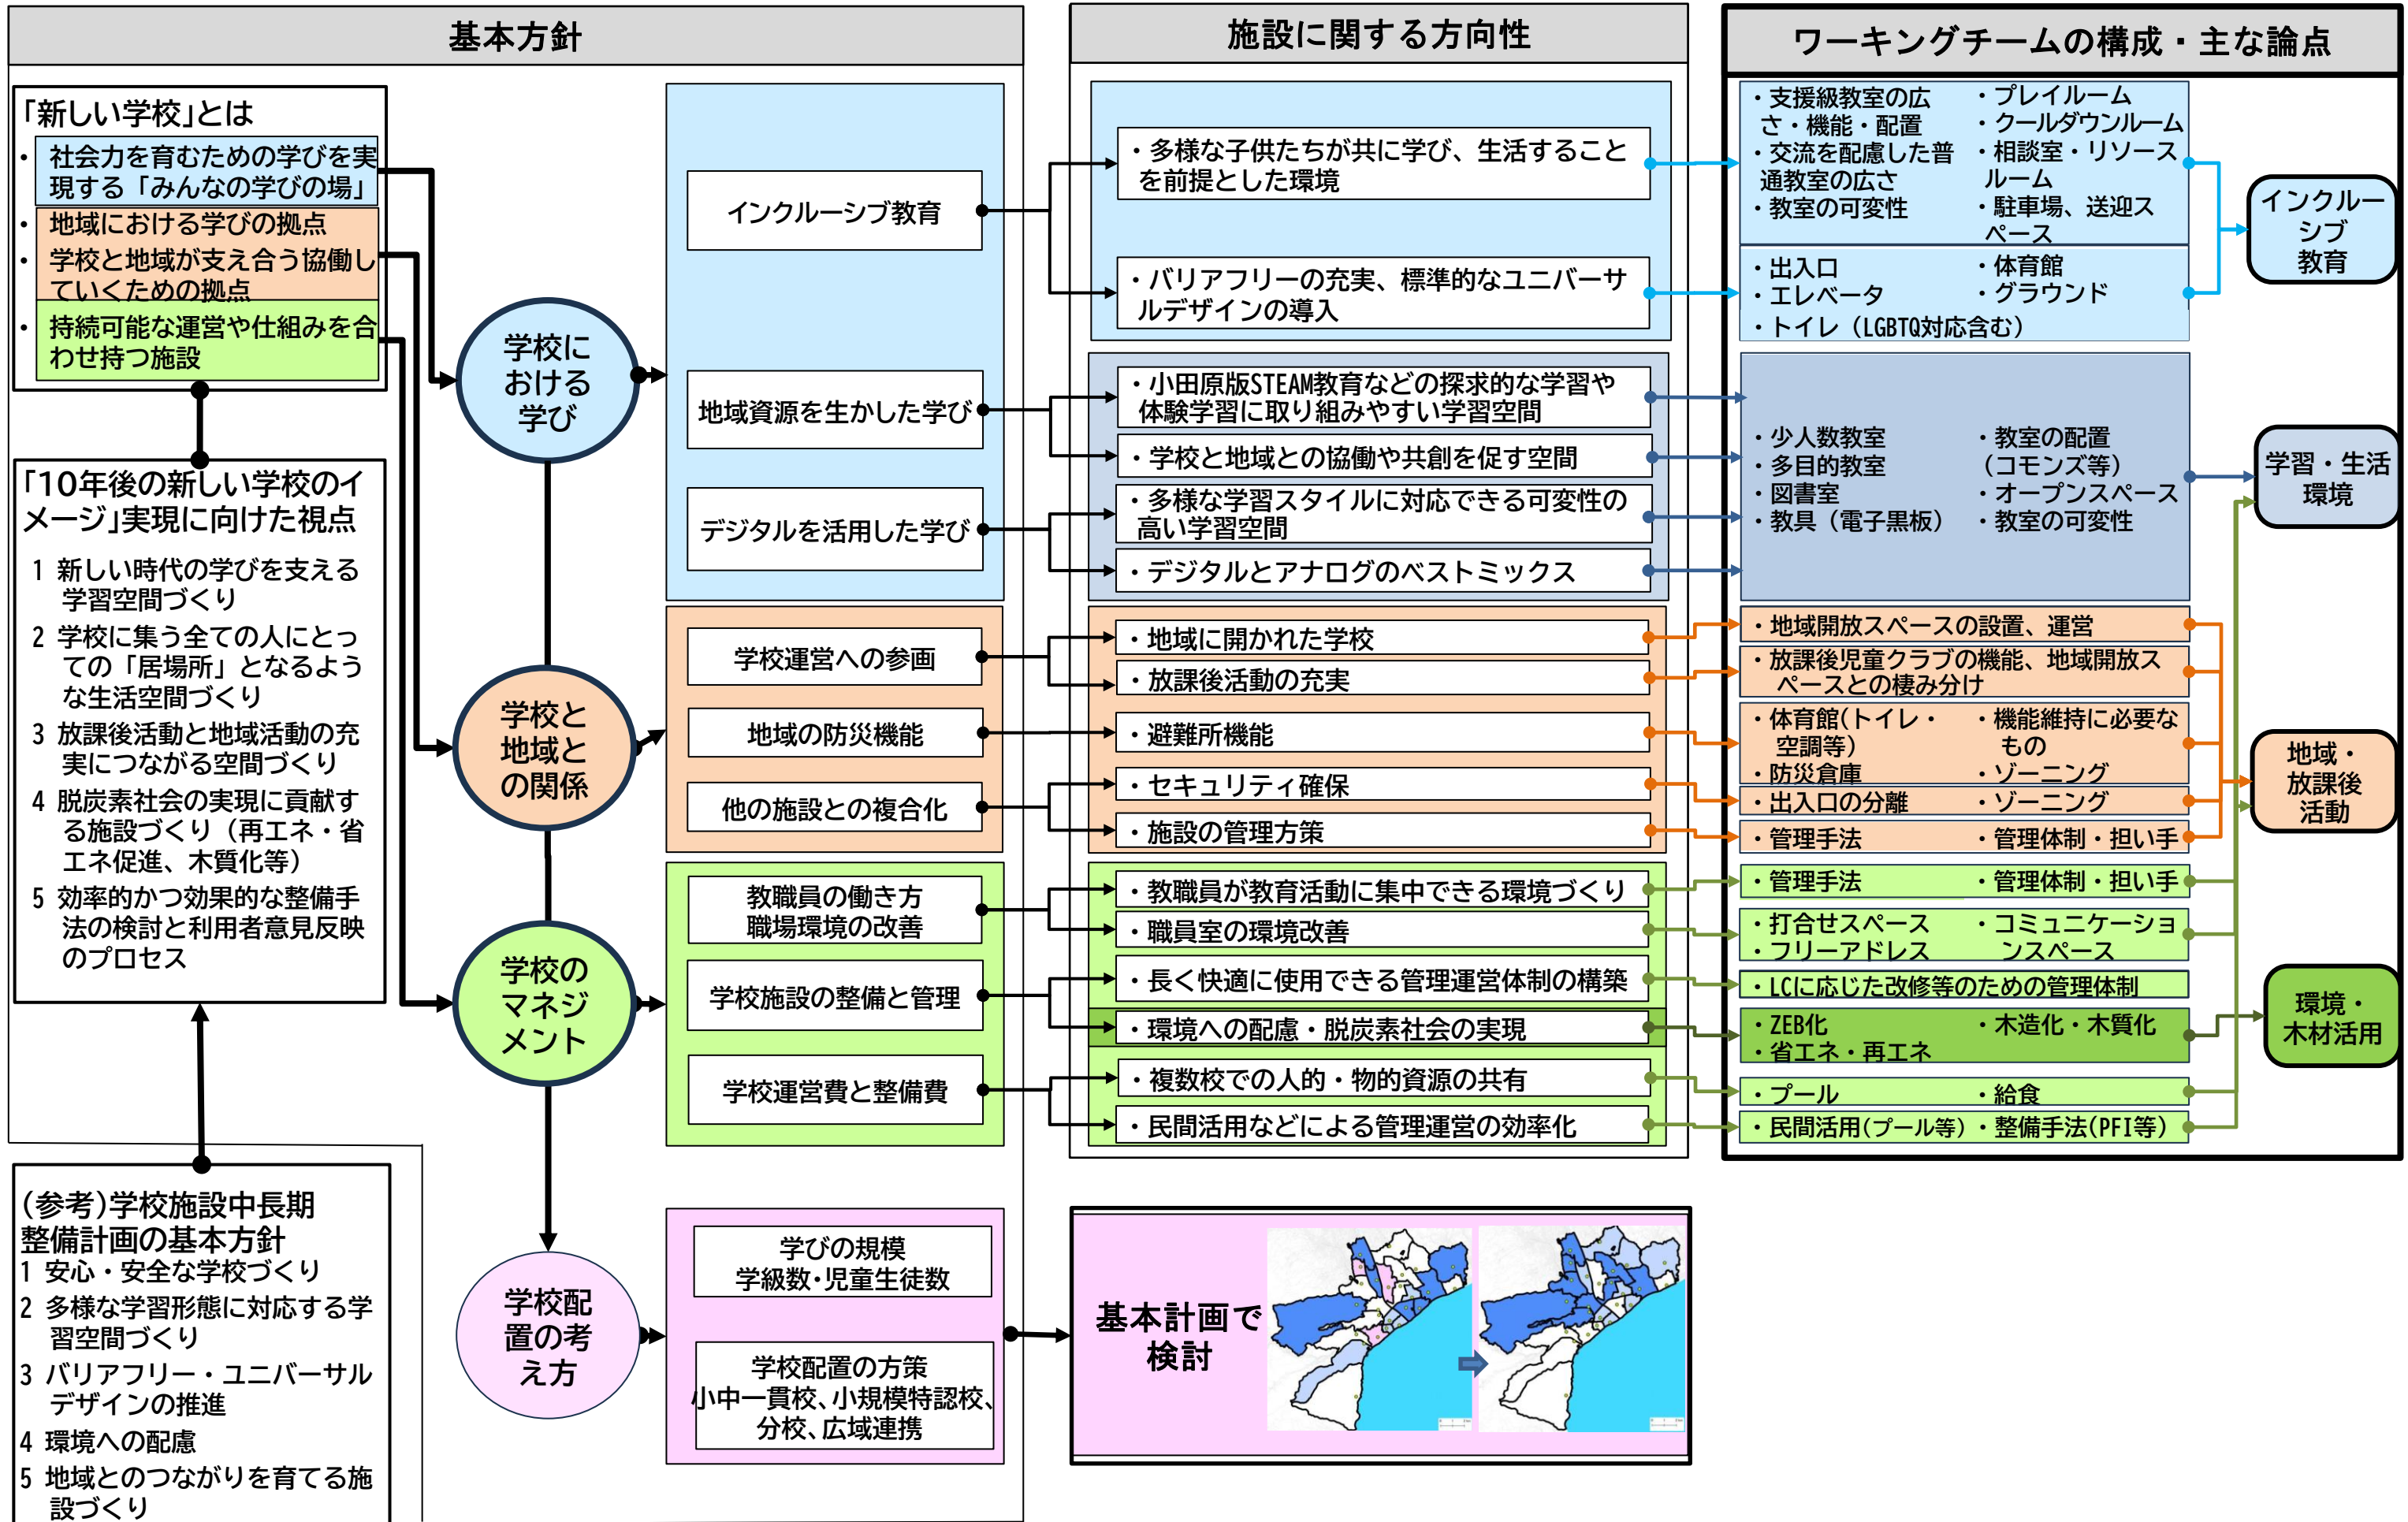 基本方針
「新しい学校」とは
・ 社会力を育むための学びを実
現する「みんなの学びの場」
・ 地域における学びの拠点
・ 学校と地域が支え合う協働し
ていくための拠点
・ 持続可能な運営や仕組みを合
わせ持つ施設
「10年後の新しい学校のイ
メージ」実現に向けた視点
1 新しい時代の学びを支える
学習空間づくり
2 学校に集う全ての人にとっ
ての「居場所」となるよう
な生活空間づくり
3 放課後活動と地域活動の充
実につながる空間づくり
4 脱炭素社会の実現に貢献す
る施設づくり（再エネ・省
エネ促進、木質化等）
5 効率的かつ効果的な整備手
法の検討と利用者意見反映
のプロセス
(参考)学校施設中長期
整備計画の基本方針
1 安心・安全な学校づくり
2 多様な学習形態に対応する学
習空間づくり
3 バリアフリー・ユニバーサル
デザインの推進
4 環境への配慮
5 地域とのつながりを育てる施
設づくり
学校に
おける
学び
学校と
地域と
の関係
学校の
マネジ
メント
学校配
置の考
え方
インクルーシブ教育
地域資源を生かした学び
デジタルを活用した学び
学校運営への参画
地域の防災機能
他の施設との複合化
教職員の働き方
職場環境の改善
学校施設の整備と管理
学校運営費と整備費
学びの規模
学級数・児童生徒数
学校配置の方策
小中一貫校、小規模特認校、
分校、広域連携
施設に関する方向性
・多様な子供たちが共に学び、生活すること
を前提とした環境
・バリアフリーの充実、標準的なユニバーサ
ルデザインの導入
・小田原版STEAM教育などの探求的な学習や
体験学習に取り組みやすい学習空間
・学校と地域との協働や共創を促す空間
・多様な学習スタイルに対応できる可変性の
高い学習空間
・デジタルとアナログのベストミックス
・地域に開かれた学校
・放課後活動の充実
・避難所機能
・セキュリティ確保
・施設の管理方策
・教職員が教育活動に集中できる環境づくり
・職員室の環境改善
・長く快適に使用できる管理運営体制の構築
・環境への配慮・脱炭素社会の実現
・複数校での人的・物的資源の共有
・民間活用などによる管理運営の効率化
基本計画で
検討
ワーキングチームの構成・主な論点
・支援級教室の広
さ・機能・配置
・交流を配慮した普
通教室の広さ
・教室の可変性
・プレイルーム
・クールダウンルーム
・相談室・リソース
ルーム
・駐車場、送迎ス
ペース
・出入口
・エレベータ
・トイレ（LGBTQ対応含む）
・体育館
・グラウンド
・少人数教室
・多目的教室
・図書室
・教具（電子黒板）
・教室の配置
（コモンズ等）
・オープンスペース
・教室の可変性
・地域開放スペースの設置、運営
・放課後児童クラブの機能、地域開放ス
ペースとの棲み分け
・体育館(トイレ・
空調等）
・防災倉庫
・機能維持に必要な
もの
・ゾーニング
・出入口の分離 ・ゾーニング
・管理手法 ・管理体制・担い手
・管理手法 ・管理体制・担い手
・打合せスペース
・フリーアドレス
・コミュニケーショ
ンスペース
・LCに応じた改修等のための管理体制
・ZEB化 ・木造化・木質化
・省エネ・再エネ
・プール ・給食
・民間活用(プール等) ・整備手法(PFI等)
インクルー
シブ
教育
学習・生活
環境
地域・
放課後
活動
環境・
木材活用